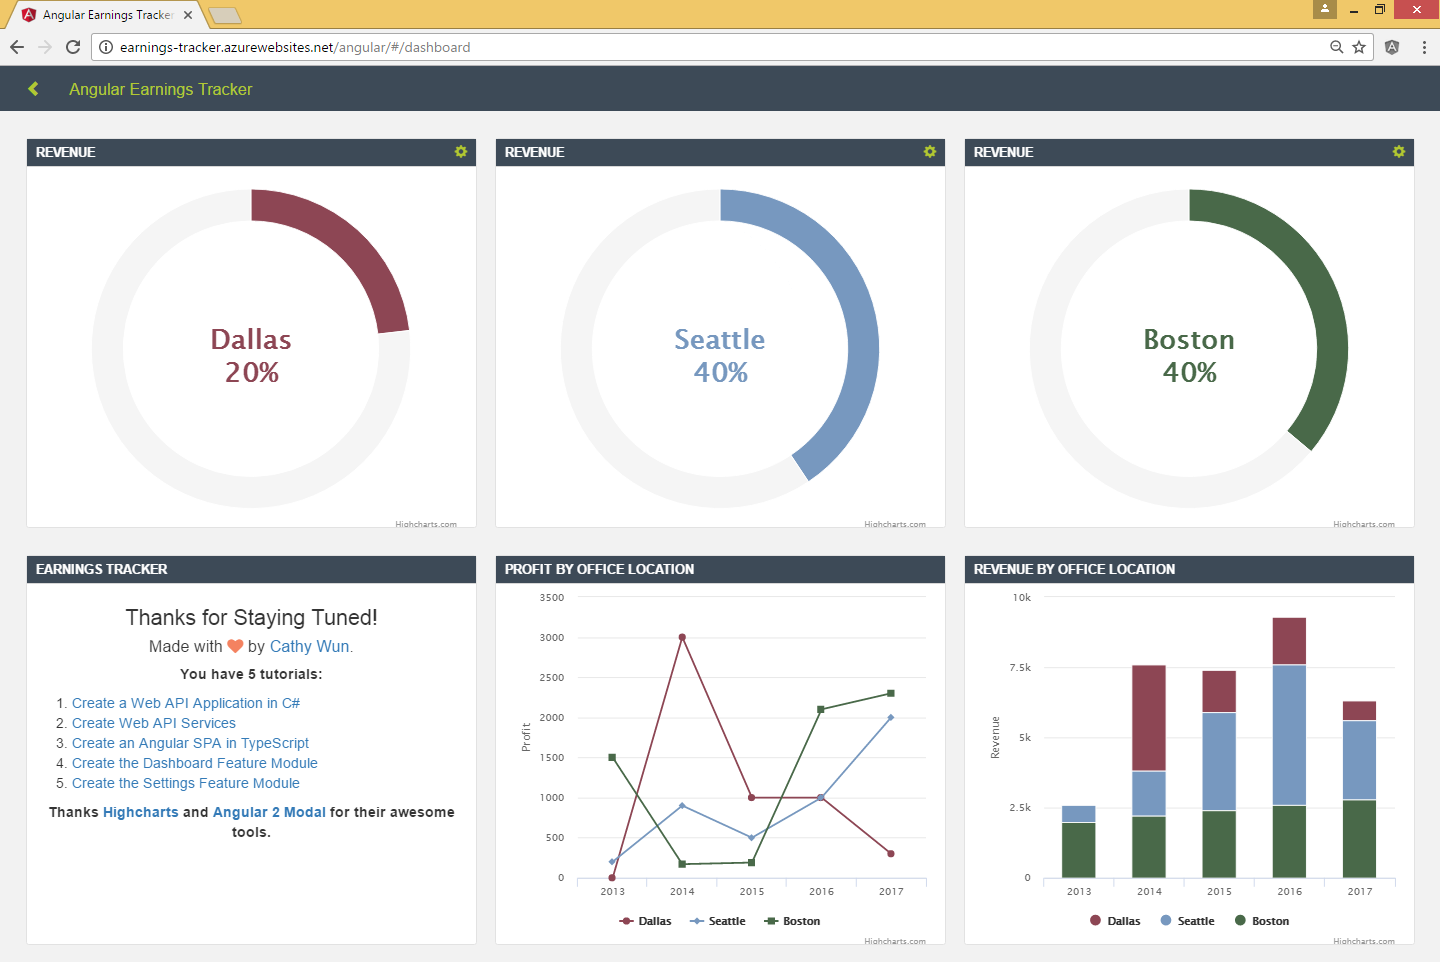 Angular Earnings Tracker
earnings-tracker.azurewebsites.net/angular/#/dashboard
Angular Earnings Tracker
REVENUE
Dallas
20%
Highcharts.com
REVENUE
Seattle
40%
Highcharts.com
REVENUE
Boston
40%
Highcharts.com
EARNINGS TRACKER
Thanks for Staying Tuned!
Made with by Cathy Wun.
You have 5 tutorials:
1. Create a Web API Application in C#
2. Create Web API Services
3. Create an Angular SPA in TypeScript
4. Create the Dashboard Feature Module
5. Create the Settings Feature Module
Thanks Highcharts and Angular 2 Modal for their awesome
tools.
PROFIT BY OFFICE LOCATION
Profit
3500
3000
2500
2000
1500
1000
500
0
2013 2014 2015 2016 2017
Dallas Seattle Boston
Highcharts.com
REVENUE BY OFFICE LOCATION
Revenue
10k
7.5k
5k
2.5k
0
2013 2014 2015 2016 2017
Dallas Seattle Boston
Highcharts.com